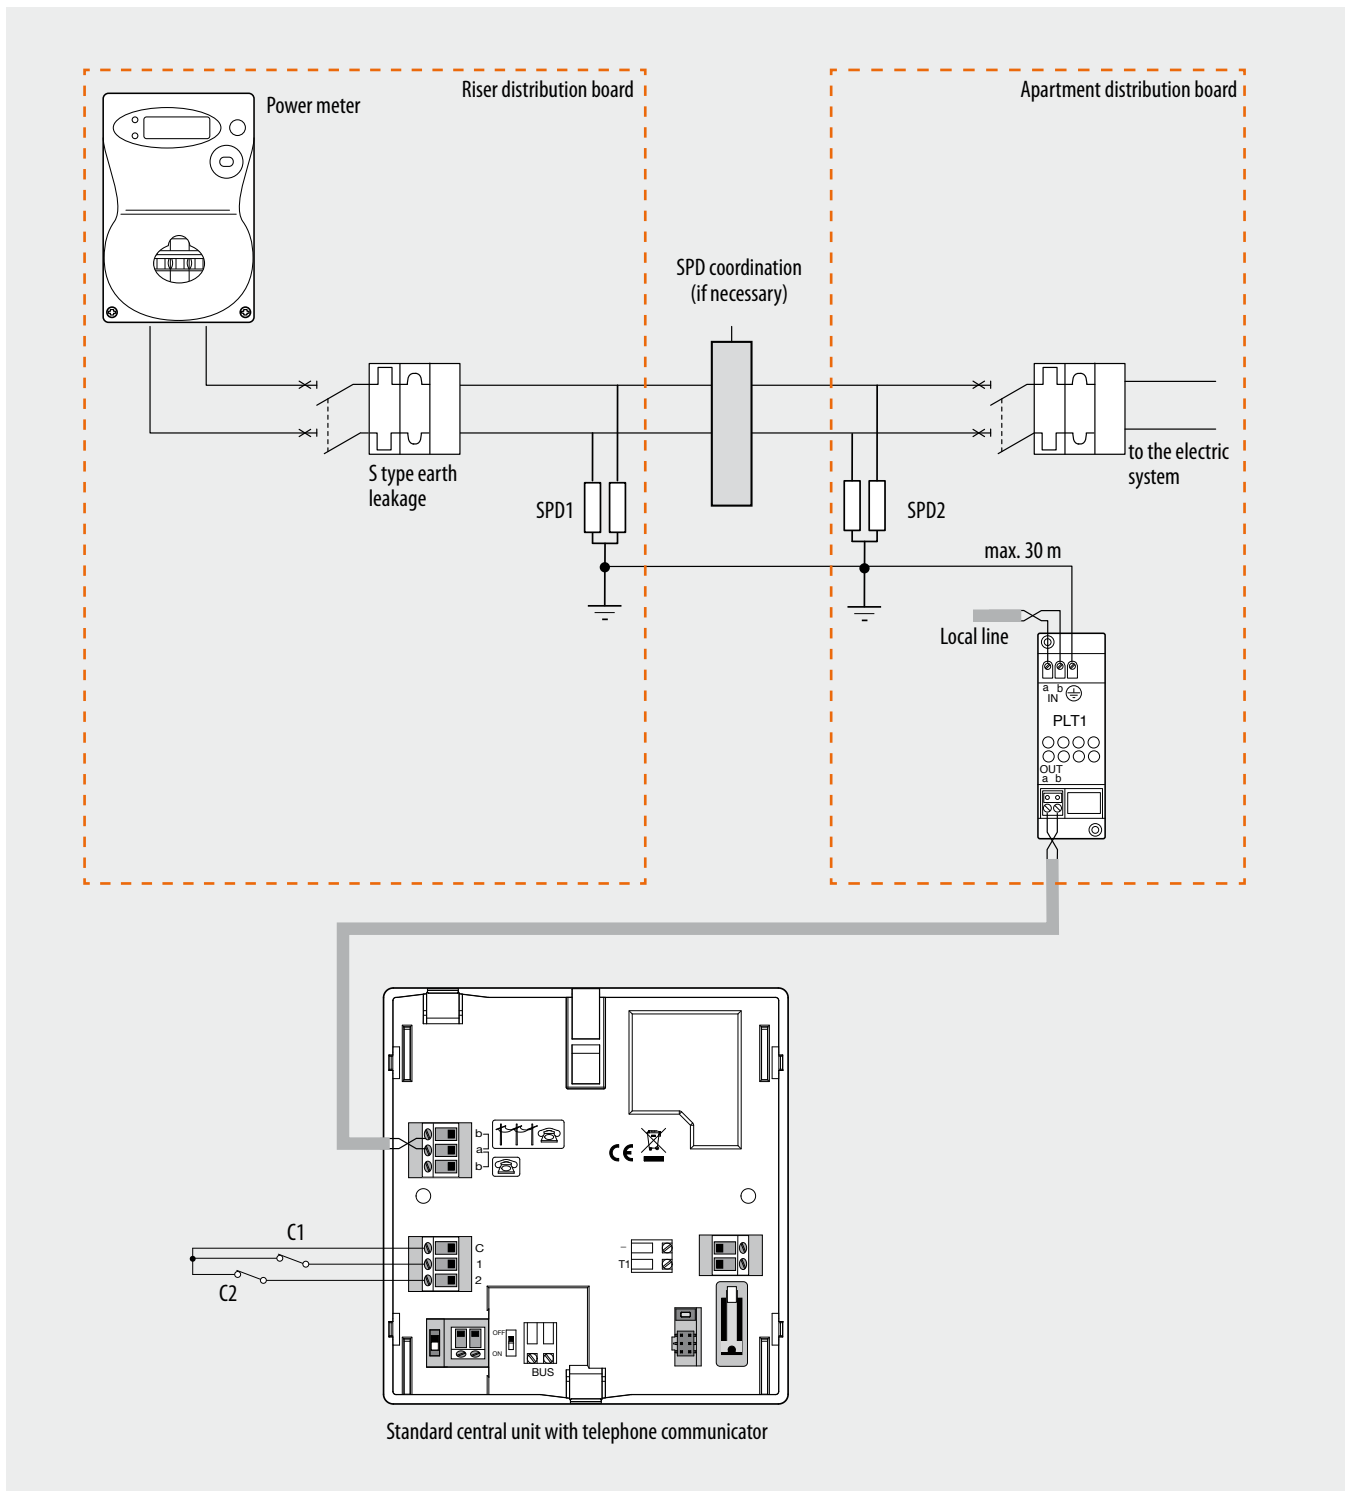 Riser distribution board
Apartment distribution board
Power meter
SPD coordination
(if necessary)
S type earth
leakage
to the electric
system
SPD1
SPD2
max. 30 m
Local line
a b
IN
PLT1
OUT
a b
b
a
b
CE
C1
C
1
2
C2
–
T1
OFF
ON
BUS
Standard central unit with telephone communicator